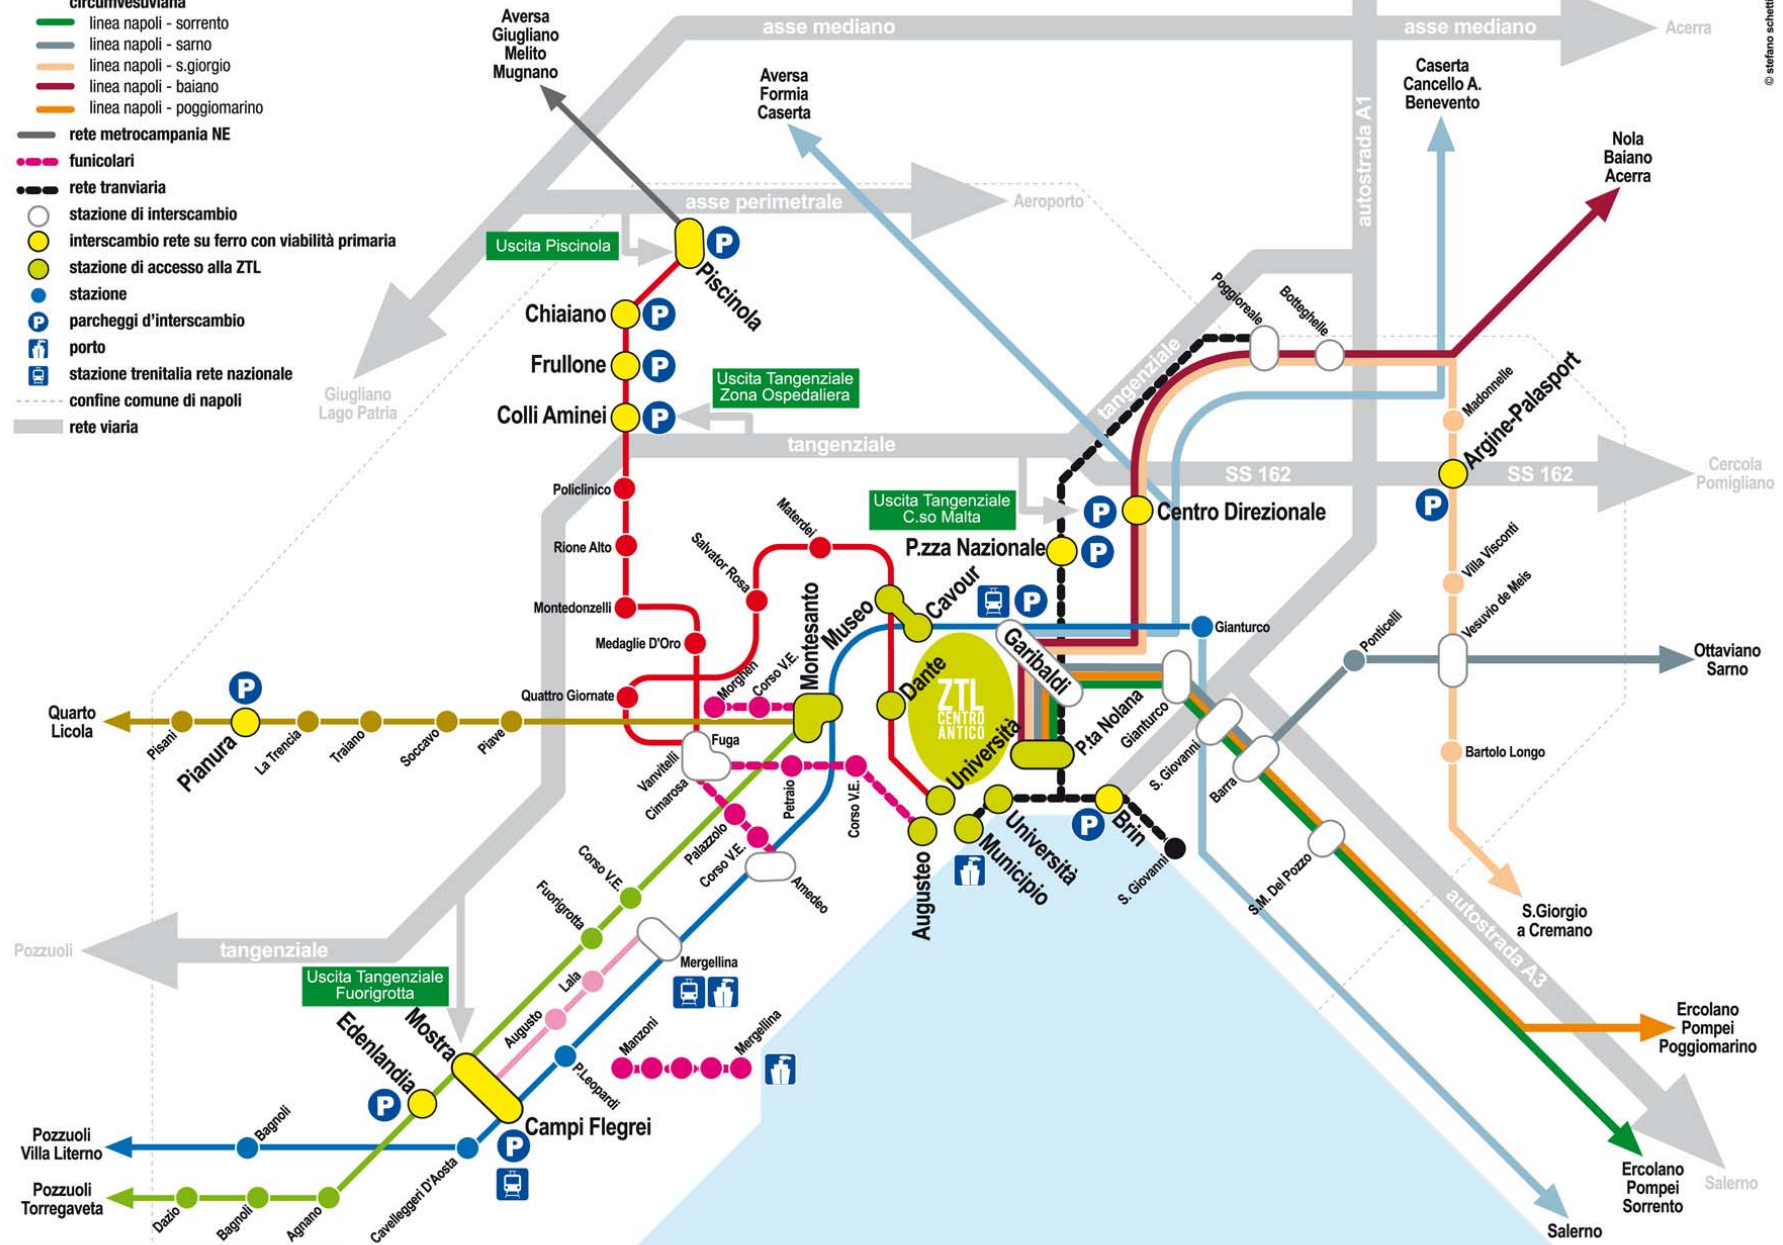 circumvesuviana
linea napoli - sorrento
linea napoli - sarno
linea napoli - s.giorgio
linea napoli - baiano
linea napoli - poggiomarino
rete metrocampania NE
funicolari
rete tranviaria
stazione di interscambio
interscambio rete su ferro con viabilità primaria
stazione di accesso alla ZTL
stazione
P
parcheggi d'interscambio
porto
stazione trenitalia rete nazionale
confine comune di napoli
rete viaria
Aversa
Giugliano
Melito
Mugnano
asse mediano
asse mediano
Acerra
Aversa
Formia
Caserta
Caserta
Cancello A.
Benevento
autostrada A1
Nola
Baiano
Acerra
asse perimetrale
Aeroporto
Uscita Piscinola
P
Piscinola
Chiaiano
P
Frullone
P
Colli Aminei
P
Uscita Tangenziale
Zona Ospedaliera
Giugliano
Lago Patria
tangenziale
tangenziale
Poggioreale
Botteghelle
Madonnelle
Argine-Palasport
P
SS 162
SS 162
Cercola
Pomigliano
Policlinico
Rione Alto
Montedonzelli
Medaglie D'Oro
Quattro Giornate
Salvator Rosa
Materdei
Uscita Tangenziale
C.so Malta
P
Centro Direzionale
P.zza Nazionale
P
Museo
Cavour
P
Montesanto
Morghen
Corso V.E.
Dante
ZTL
CENTRO
ANTICO
Garibaldi
Gianturco
Villa Visconti
Vesuvio de Meis
Ponticelli
Ottaviano
Sarno
Quarto
Licola
Pisani
P
Pianura
La Trencia
Traiano
Soccavo
Piave
Fuga
Vanvitelli
Cimarosa
Petraio
Corso V.E.
Palazzolo
Corso V.E.
Amedeo
Università
P.ta Nolana
Gianturco
S. Giovanni
Barra
Bartolo Longo
Augusteo
Municipio
Università
P
Brin
S. Giovanni
S.M. Del Pozzo
S.Giorgio
a Cremano
autostrada A3
Corso V.E.
Fuorigrotta
Pozzuoli
tangenziale
Uscita Tangenziale
Fuorigrotta
Lala
Augusto
Mergellina
Mostra
Edenlandia
P
P.Leopardi
Manzoni
Mergellina
Campi Flegrei
P
Pozzuoli
Villa Literno
Bagnoli
Cavelleggeri D'Aosta
Pozzuoli
Torregaveta
Dazio
Bagnoli
Agnano
Ercolano
Pompei
Poggiomarino
Ercolano
Pompei
Sorrento
Salerno
Salerno